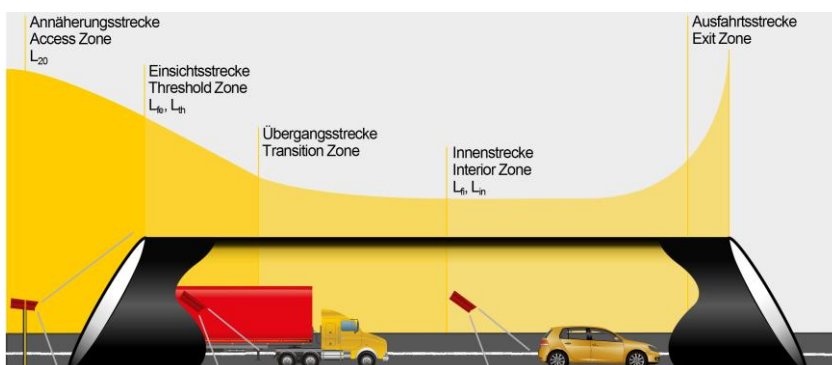 Annäherungsstrecke
Access Zone
L20
Einsichtsstrecke
Threshold Zone
Lfe, Lth
Übergangsstrecke
Transition Zone
Innenstrecke
Interior Zone
Lfi, Lin
Ausfahrtsstrecke
Exit Zone